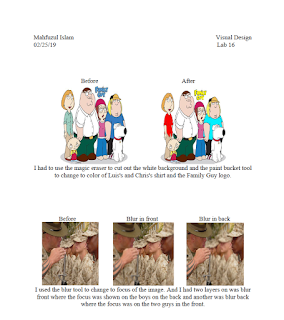 Mahfuzul Islam Visual Design
02/25/19 Lab 16
Before After
I had to use the magic eraser to cut out the white background and the paint bucket tool
to change to color of Luis's and Chris's shirt and the Family Guy logo.
Before Blur in front Blur in back
I used the blur tool to change to focus of the image. And I had two layers on was blur
front where the focus was shown on the boys on the back and another was blur back
where the focus was on the two guys in the front.